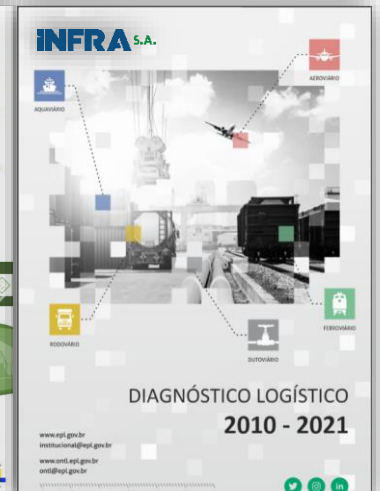 INFRA S.A.
AEROVIÁRIO
AQUAVIÁRIO
FERROVIÁRIO
RODOVIÁRIO
DUTOVIÁRIO
DIAGNÓSTICO LOGÍSTICO
2010 - 2021
www.epl.gov.br
institucional@epl.gov.br
www.ontl.epl.gov.br
ontl@epl.gov.br
in